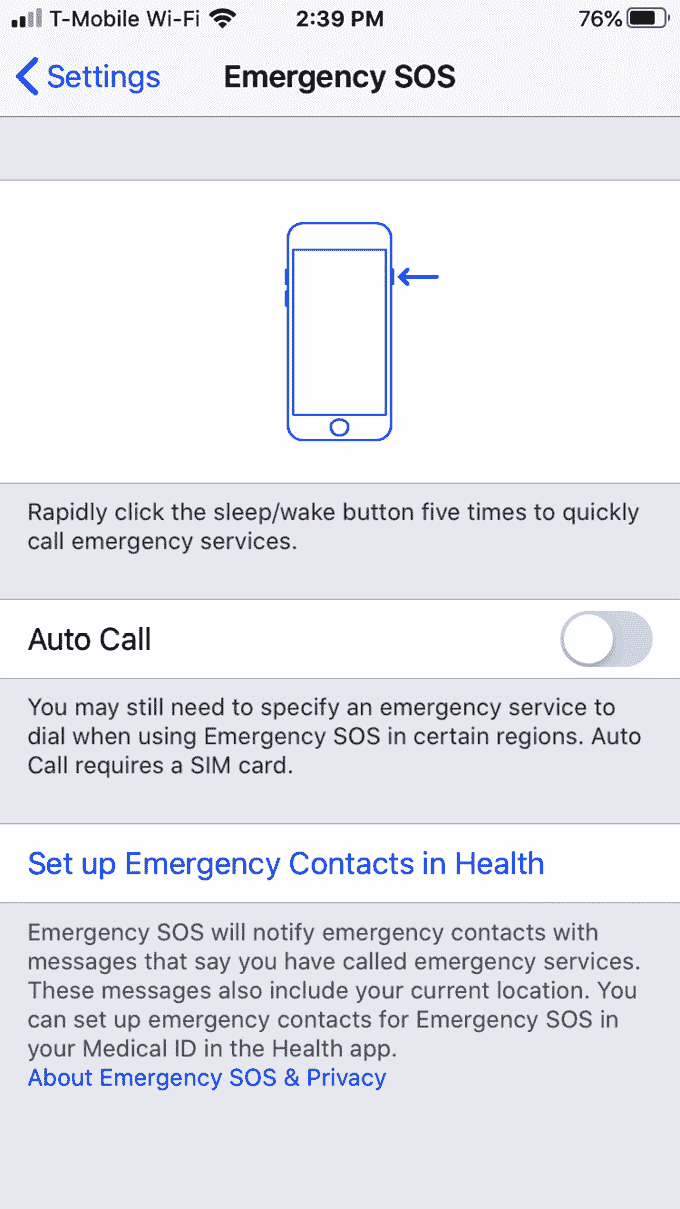 T-Mobile Wi-Fi 2:39 PM 76%
Settings Emergency SOS
Rapidly click the sleep/wake button five times to quickly
call emergency services.
Auto Call
You may still need to specify an emergency service to
dial when using Emergency SOS in certain regions. Auto
Call requires a SIM card.
Set up Emergency Contacts in Health
Emergency SOS will notify emergency contacts with
messages that say you have called emergency services.
These messages also include your current location. You
can set up emergency contacts for Emergency SOS in
your Medical ID in the Health app.
About Emergency SOS & Privacy